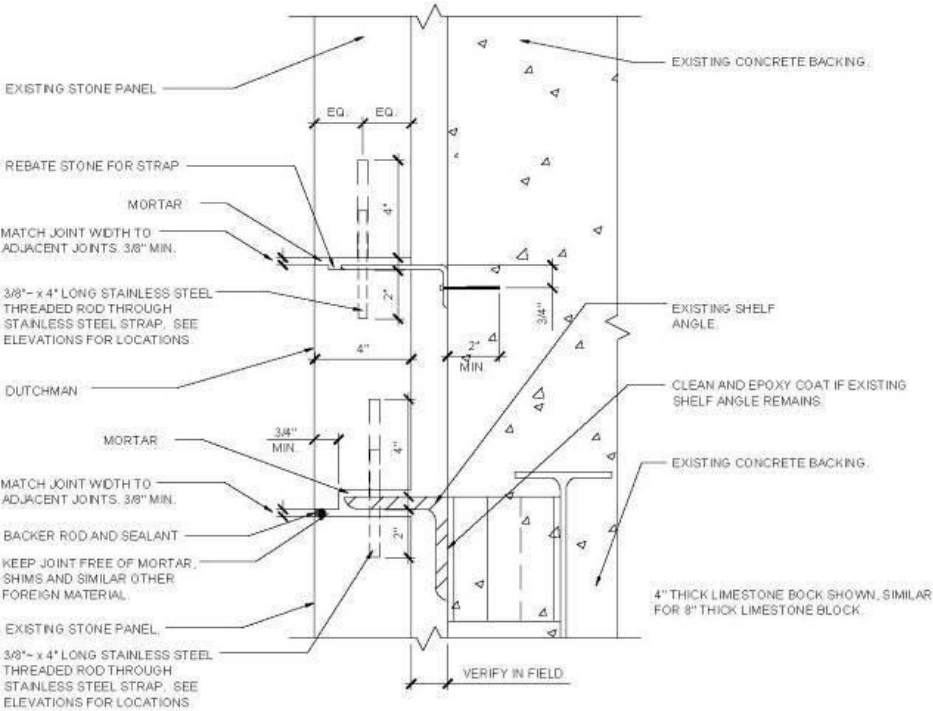 EXISTING STONE PANEL
REBATE STONE FOR STRAP
MORTAR
MATCH JOINT WIDTH TO
ADJACENT JOINTS. 3/8" MIN.
3/8"~ x 4" LONG STAINLESS STEEL
THREADED ROD THROUGH
STAINLESS STEEL STRAP. SEE
ELEVATIONS FOR LOCATIONS
DUTCHMAN
MORTAR
MATCH JOINT WIDTH TO
ADJACENT JOINTS. 3/8" MIN.
BACKER ROD AND SEALANT
KEEP JOINT FREE OF MORTAR,
SHIMS AND SIMILAR OTHER
FOREIGN MATERIAL
EXISTING STONE PANEL.
3/8"~ x 4" LONG STAINLESS STEEL
THREADED ROD THROUGH
STAINLESS STEEL STRAP. SEE
ELEVATIONS FOR LOCATIONS
EQ. EQ.
4"
2"
4"
3/4"
MIN.
4"
2"
2"
MIN.
3/4"
VERIFY IN FIELD
EXISTING CONCRETE BACKING.
EXISTING SHELF
ANGLE.
CLEAN AND EPOXY COAT IF EXISTING
SHELF ANGLE REMAINS.
EXISTING CONCRETE BACKING.
4" THICK LIMESTONE BOCK SHOWN, SIMILAR
FOR 8" THICK LIMESTONE BLOCK.